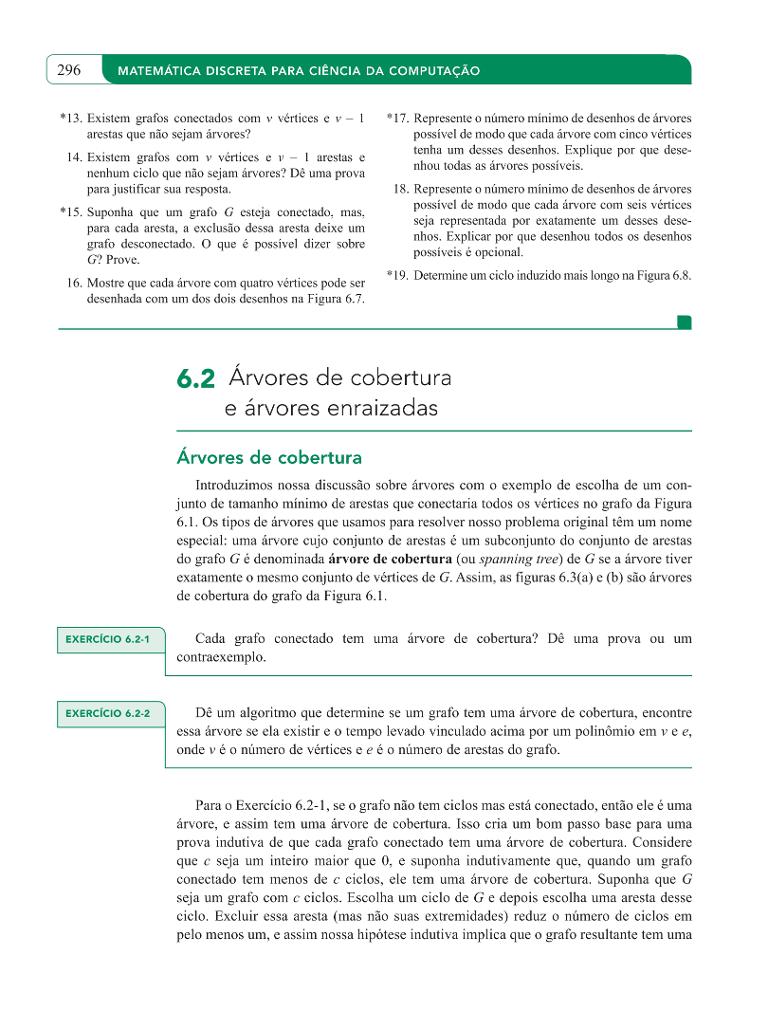 296
MATEMÁTICA DISCRETA PARA CIÊNCIA DA COMPUTAÇÃO
*13. Existem grafos conectados com v vértices e v – 1
arestas que não sejam árvores?
14. Existem grafos com v vértices e v – 1 arestas e
nenhum ciclo que não sejam árvores? Dê uma prova
para justificar sua resposta.
*15. Suponha que um grafo G esteja conectado, mas,
para cada aresta, a exclusão dessa aresta deixe um
grafo desconectado. O que é possível dizer sobre
G? Prove.
16. Mostre que cada árvore com quatro vértices pode ser
desenhada com um dos dois desenhos na Figura 6.7.
*17. Represente o número mínimo de desenhos de árvores
possível de modo que cada árvore com cinco vértices
tenha um desses desenhos. Explique por que dese-
nhou todas as árvores possíveis.
18. Represente o número mínimo de desenhos de árvores
possível de modo que cada árvore com seis vértices
seja representada por exatamente um desses dese-
nhos. Explicar por que desenhou todos os desenhos
possíveis é opcional.
*19. Determine um ciclo induzido mais longo na Figura 6.8.
6.2 Árvores de cobertura
e árvores enraizadas
Árvores de cobertura
Introduzimos nossa discussão sobre árvores com o exemplo de escolha de um con-
junto de tamanho mínimo de arestas que conectaria todos os vértices no grafo da Figura
6.1. Os tipos de árvores que usamos para resolver nosso problema original têm um nome
especial: uma árvore cujo conjunto de arestas é um subconjunto do conjunto de arestas
do grafo G é denominada árvore de cobertura (ou spanning tree) de G se a árvore tiver
exatamente o mesmo conjunto de vértices de G. Assim, as figuras 6.3(a) e (b) são árvores
de cobertura do grafo da Figura 6.1.
EXERCÍCIO 6.2-1
Cada grafo conectado tem uma árvore de cobertura? Dê uma prova ou um
contraexemplo.
EXERCÍCIO 6.2-2
Dê um algoritmo que determine se um grafo tem uma árvore de cobertura, encontre
essa árvore se ela existir e o tempo levado vinculado acima por um polinômio em v e e,
onde v é o número de vértices e e é o número de arestas do grafo.
Para o Exercício 6.2-1, se o grafo não tem ciclos mas está conectado, então ele é uma
árvore, e assim tem uma árvore de cobertura. Isso cria um bom passo base para uma
prova indutiva de que cada grafo conectado tem uma árvore de cobertura. Considere
que c seja um inteiro maior que 0, e suponha indutivamente que, quando um grafo
conectado tem menos de c ciclos, ele tem uma árvore de cobertura. Suponha que G
seja um grafo com c ciclos. Escolha um ciclo de G e depois escolha uma aresta desse
ciclo. Excluir essa aresta (mas não suas extremidades) reduz o número de ciclos em
pelo menos um, e assim nossa hipótese indutiva implica que o grafo resultante tem uma